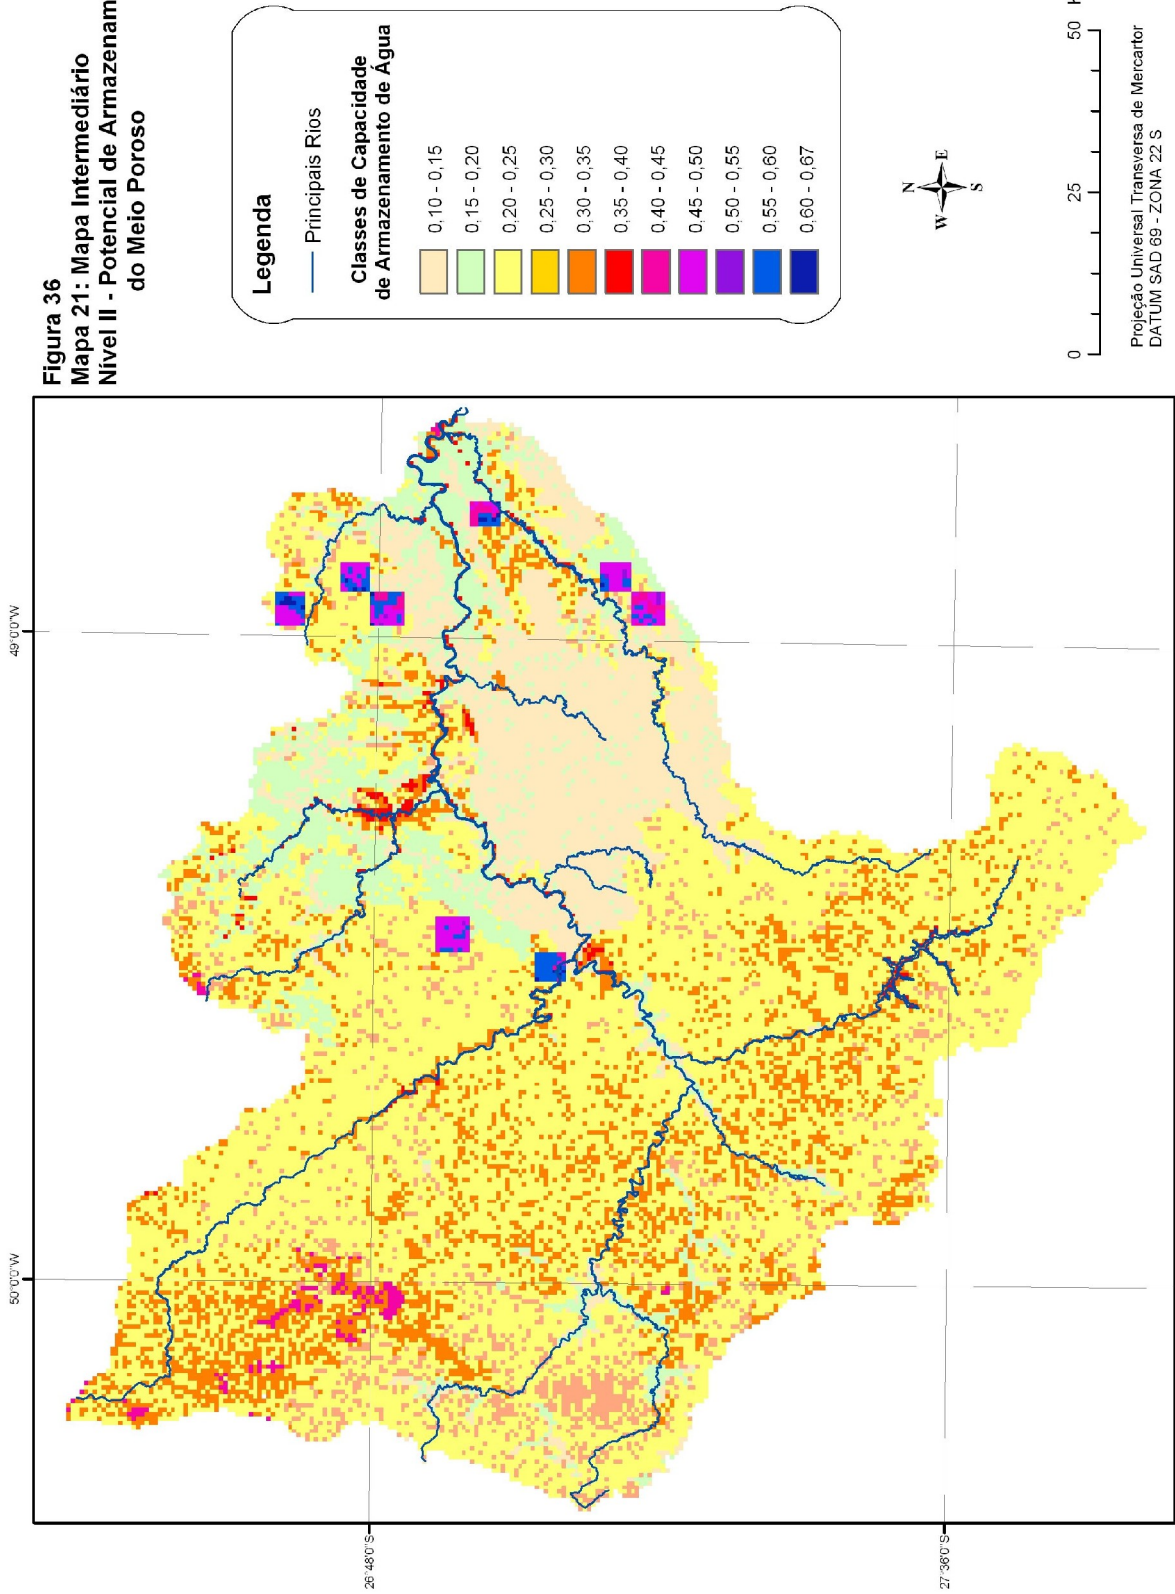 Figura 36
Mapa 21: Mapa Intermediário
Nível II - Potencial de Armazenam
do Meio Poroso
Legenda
Principais Rios
Classes de Capacidade
de Armazenamento de Água
0,10 - 0,15
0,15 - 0,20
0,20 - 0,25
0,25 - 0,30
0,30 - 0,35
0,35 - 0,40
0,40 - 0,45
0,45 - 0,50
0,50 - 0,55
0,55 - 0,60
0,60 - 0,67
N
W E
S
0 25 50
Projeção Universal Transversa de Mercartor
DATUM SAD 69 - ZONA 22 S
50°0'0"W
49°0'0"W
26°48'0"S
27°36'0"S